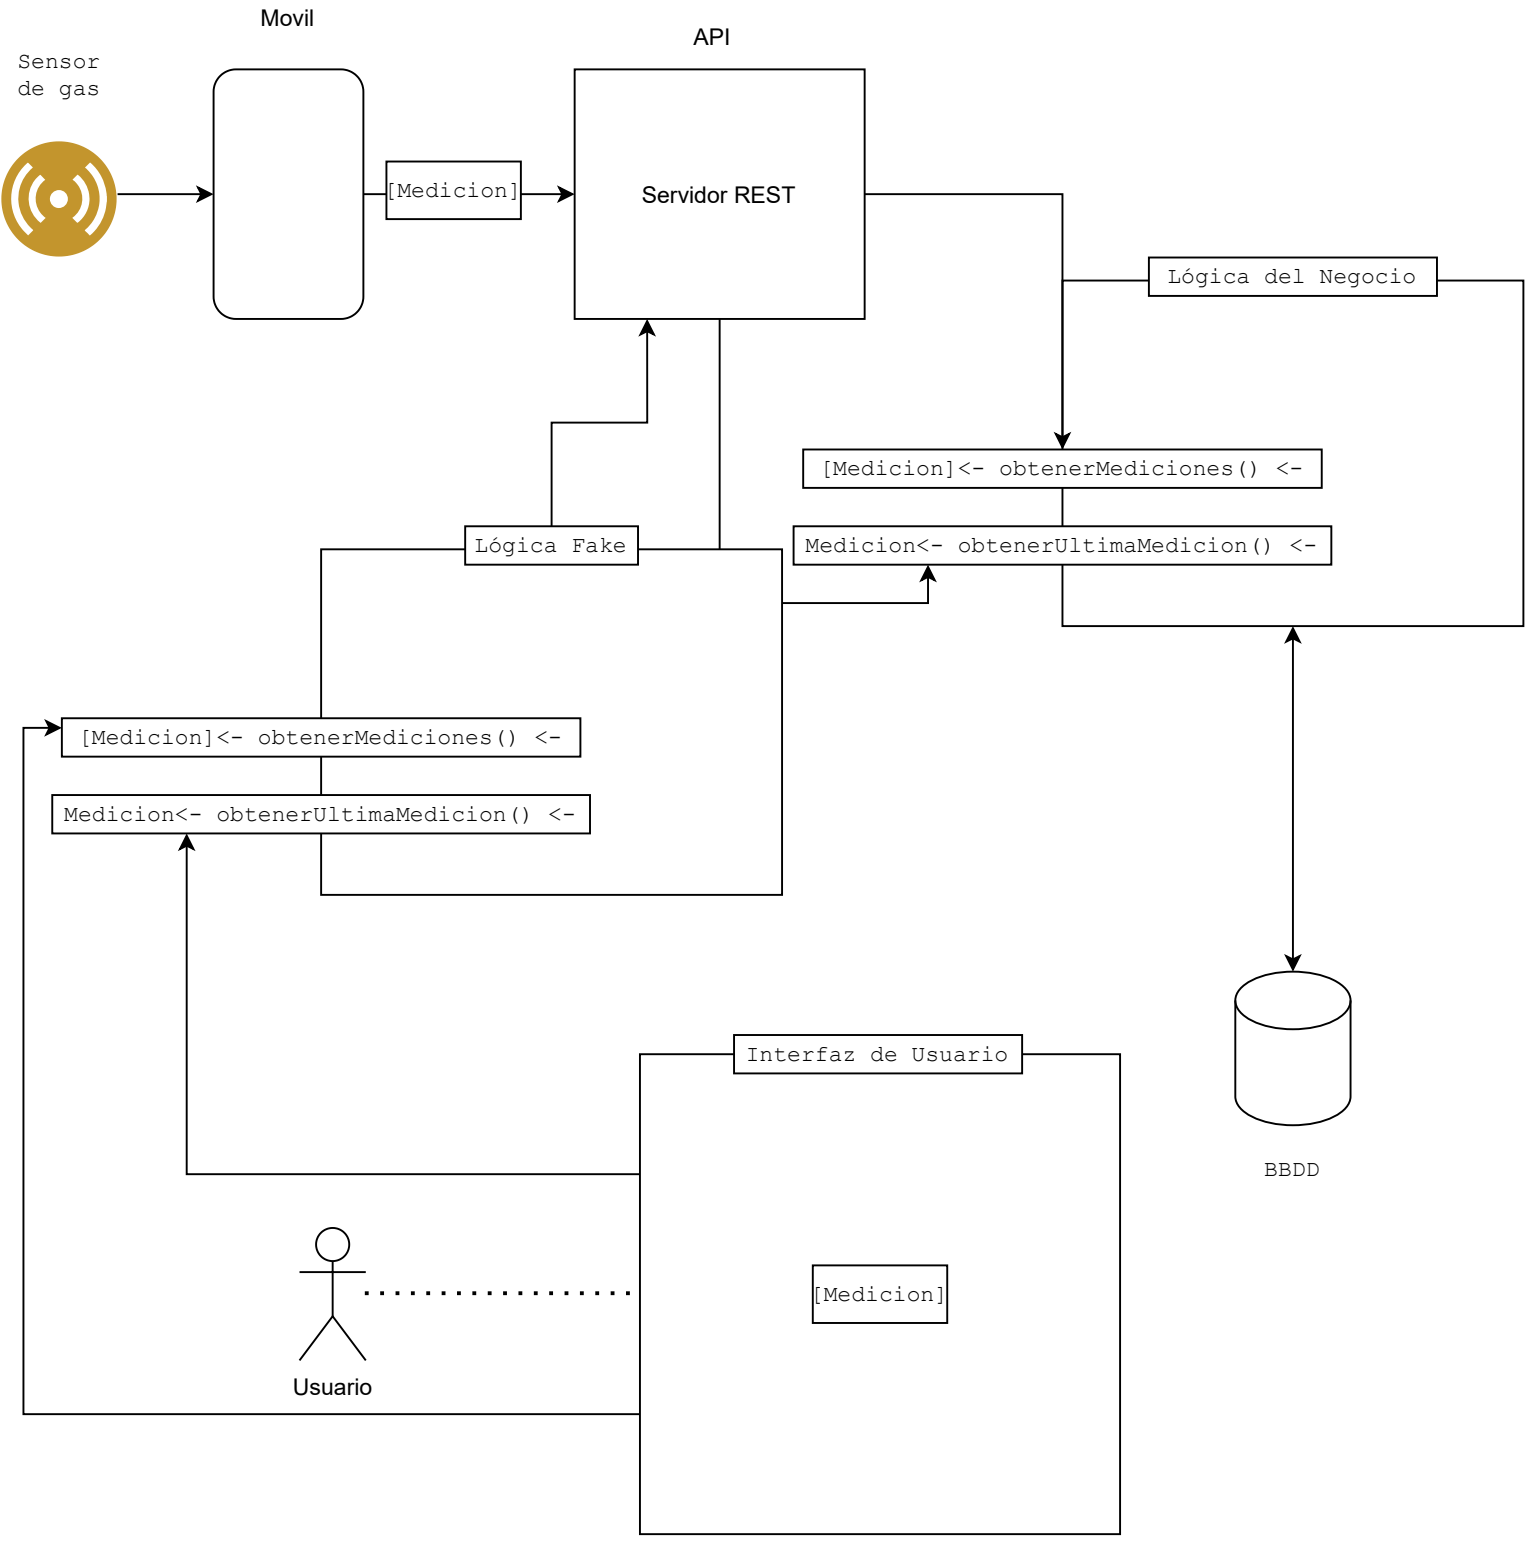 Movil
API
Sensor
de gas
[Medicion]
Servidor REST
Lógica del Negocio
[Medicion]<- obtenerMediciones() <-
Lógica Fake
Medicion<- obtenerUltimaMedicion() <-
[Medicion]<- obtenerMediciones() <-
Medicion<- obtenerUltimaMedicion() <-
Interfaz de Usuario
BBDD
[Medicion]
Usuario